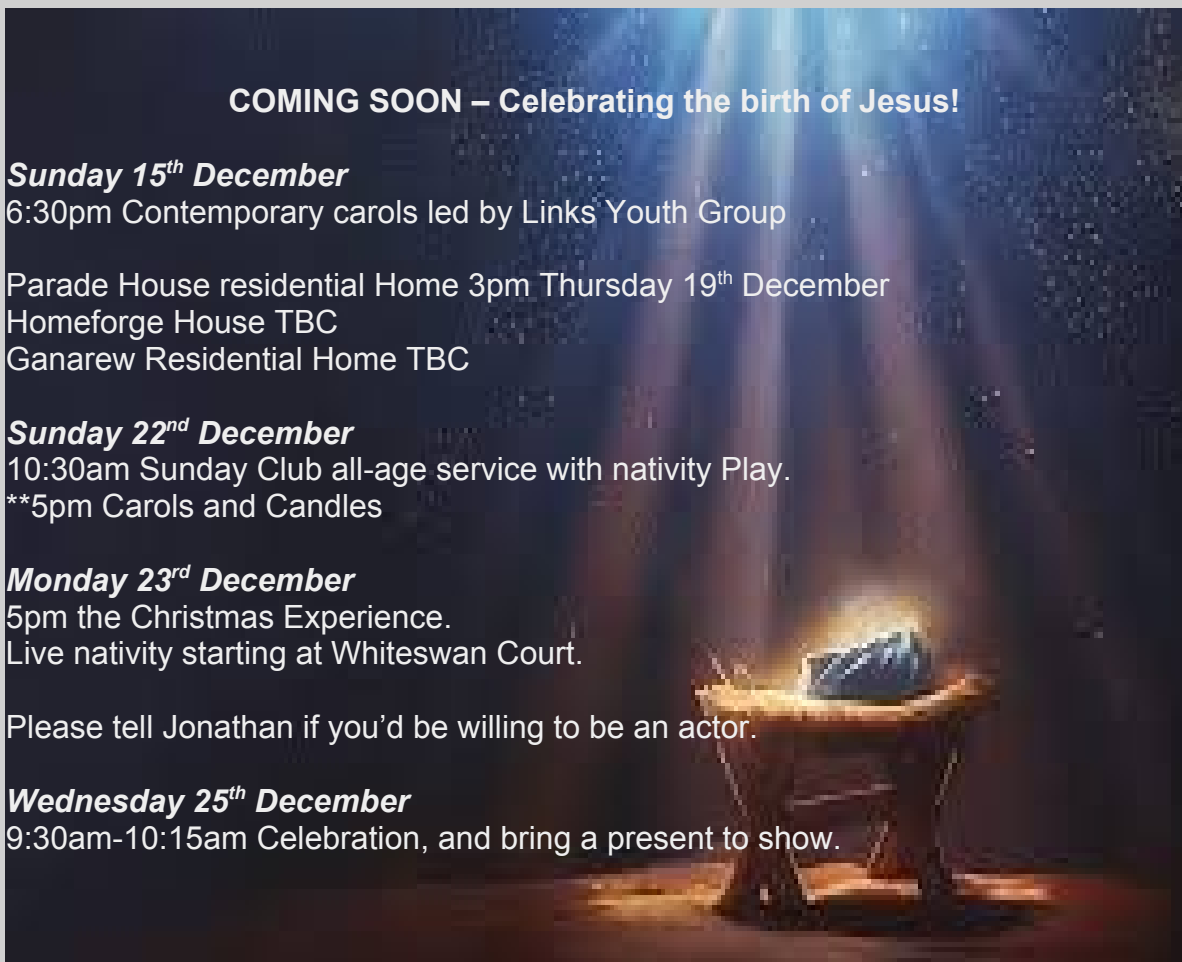 COMING SOON – Celebrating the birth of Jesus!
Sunday 15th December
6:30pm Contemporary carols led by Links Youth Group
Parade House residential Home 3pm Thursday 19th December
Homeforge House TBC
Ganarew Residential Home TBC
Sunday 22nd December
10:30am Sunday Club all-age service with nativity Play.
**5pm Carols and Candles
Monday 23rd December
5pm the Christmas Experience.
Live nativity starting at Whiteswan Court.
Please tell Jonathan if you’d be willing to be an actor.
Wednesday 25th December
9:30am-10:15am Celebration, and bring a present to show.